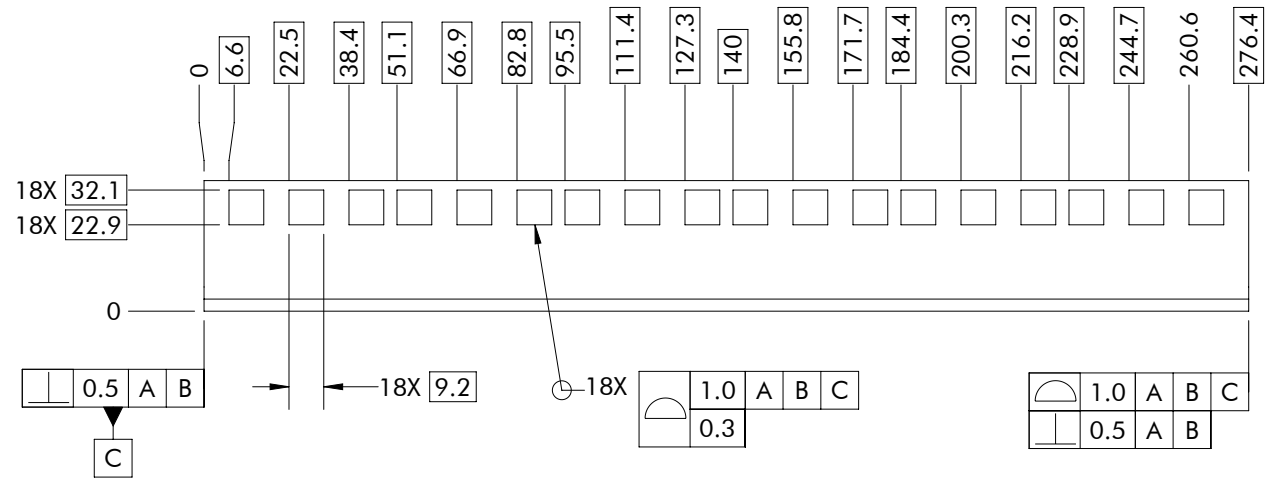 0 6.6 22.5 38.4 51.1 66.9 82.8 95.5 111.4 127.3 140 155.8 171.7 184.4 200.3 216.2 228.9 244.7 260.6 276.4
18X 32.1
18X 22.9
0
⊥ 0.5 A B
C
18X 9.2
18X
⌓ 1.0 A B C
0.3
⌓ 1.0 A B C
⊥ 0.5 A B